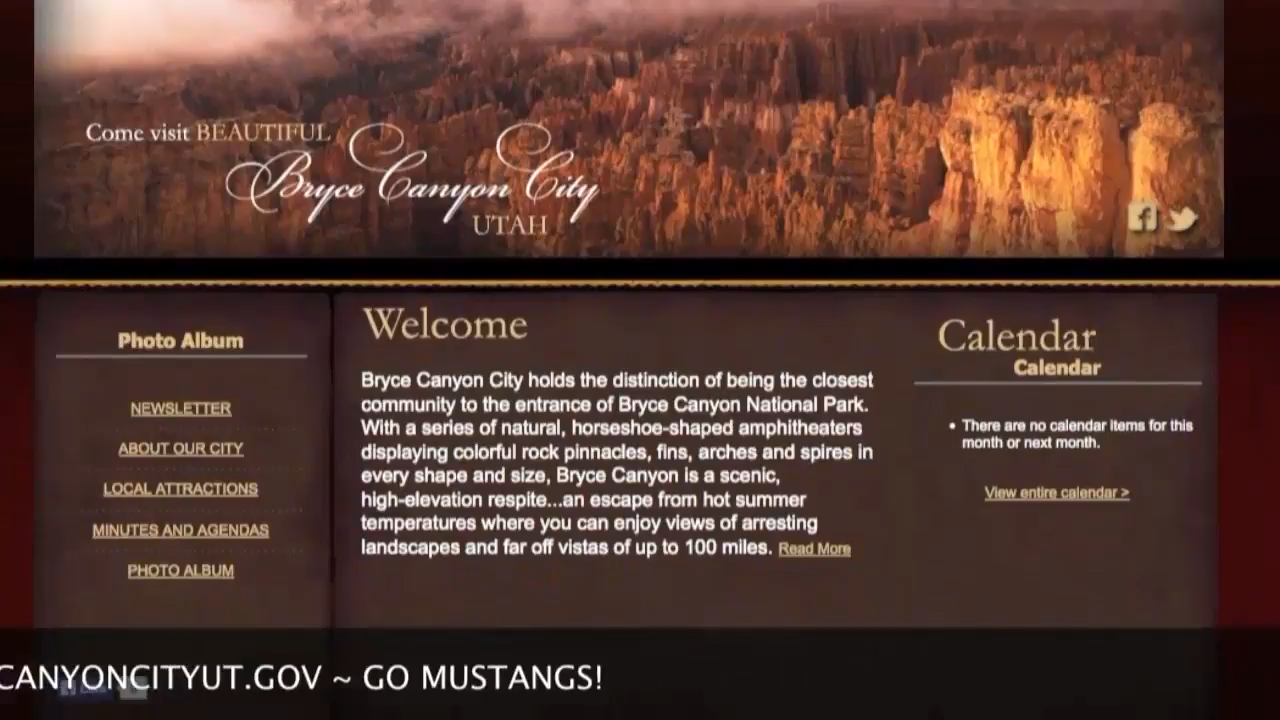 Come visit BEAUTIFUL
Bryce Canyon City
UTAH
Photo Album
NEWSLETTER
ABOUT OUR CITY
LOCAL ATTRACTIONS
MINUTES AND AGENDAS
PHOTO ALBUM
Welcome
Bryce Canyon City holds the distinction of being the closest
community to the entrance of Bryce Canyon National Park.
With a series of natural, horseshoe-shaped amphitheaters
displaying colorful rock pinnacles, fins, arches and spires in
every shape and size, Bryce Canyon is a scenic,
high-elevation respite...an escape from hot summer
temperatures where you can enjoy views of arresting
landscapes and far off vistas of up to 100 miles. Read More
Calendar
Calendar
• There are no calendar items for this
month or next month.
View entire calendar >
CANYONCITYUT.GOV ~ GO MUSTANGS!